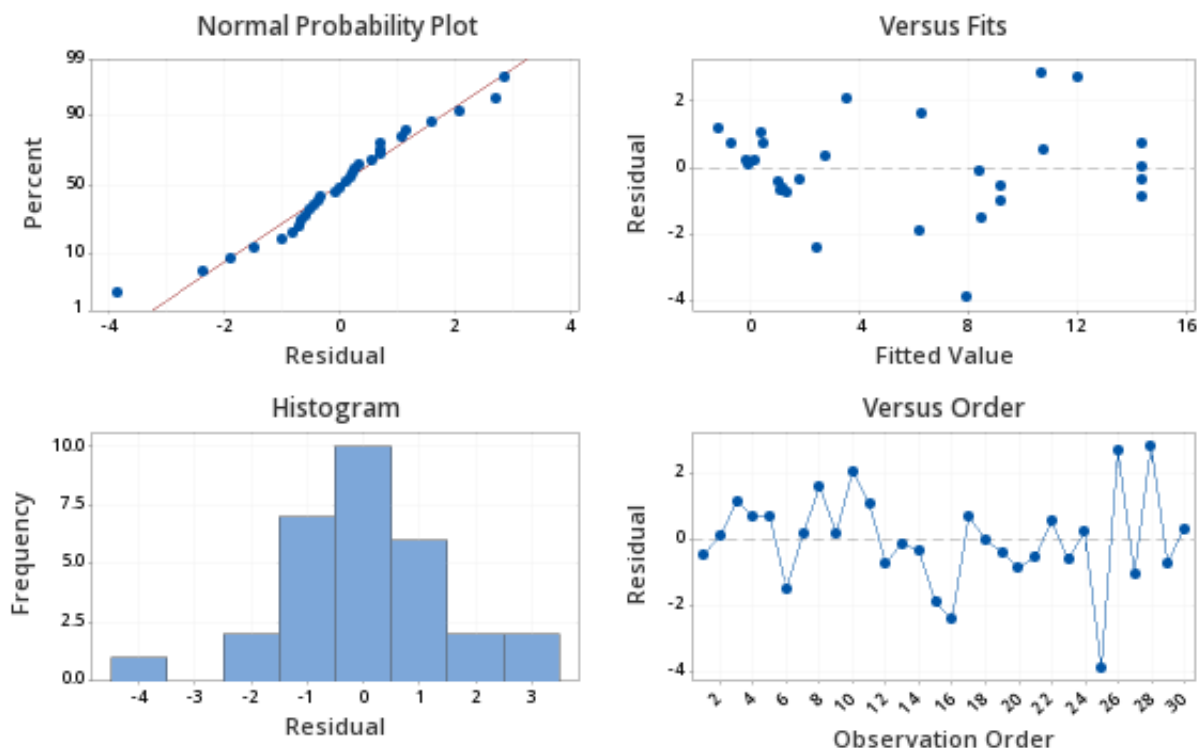 Normal Probability Plot
99
90
50
10
1
Percent
-4 -2 0 2 4
Residual
Versus Fits
2
0
-2
-4
Residual
0 4 8 12 16
Fitted Value
Histogram
10.0
7.5
5.0
2.5
0.0
Frequency
-4 -3 -2 -1 0 1 2 3
Residual
Versus Order
2
0
-2
-4
Residual
2 4 6 8 10 12 14 16 18 20 22 24 26 28 30
Observation Order